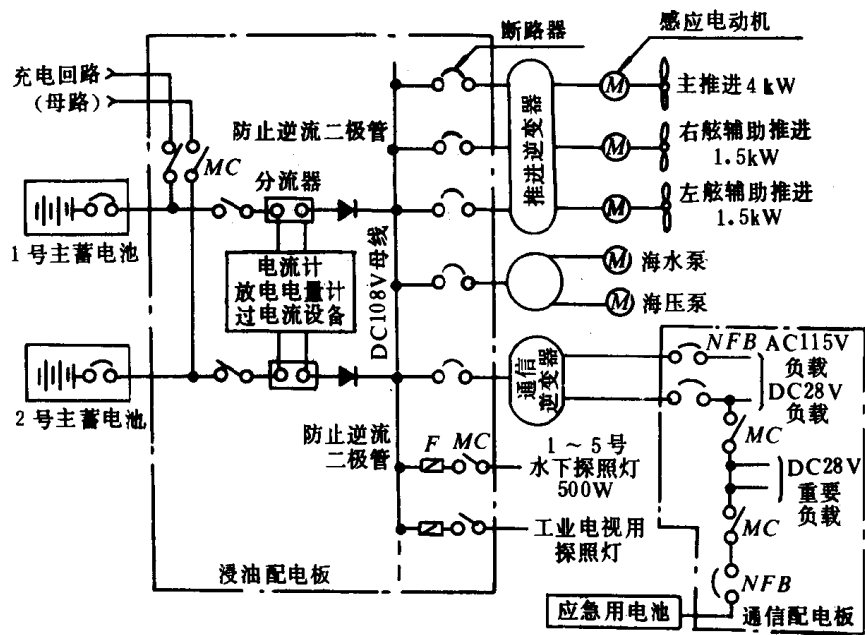 断路器
感应电动机
充电回路
(母路)
MC
防止逆流二极管
分流器
1号主蓄电池
电流计
放电电量计
过电流设备
2号主蓄电池
防止逆流
二极管
DC108V母线
推进逆变器
M
主推进4kW
M
右舷辅助推进
1.5kW
M
左舷辅助推进
1.5kW
M
海水泵
M
海压泵
通信
逆变器
NFB
AC115V
负载
DC28V
负载
MC
DC28V
重要
负载
MC
NFB
F
MC
1～5号
水下探照灯
500W
工业电视用
探照灯
浸油配电板
应急用电池
通信配电板